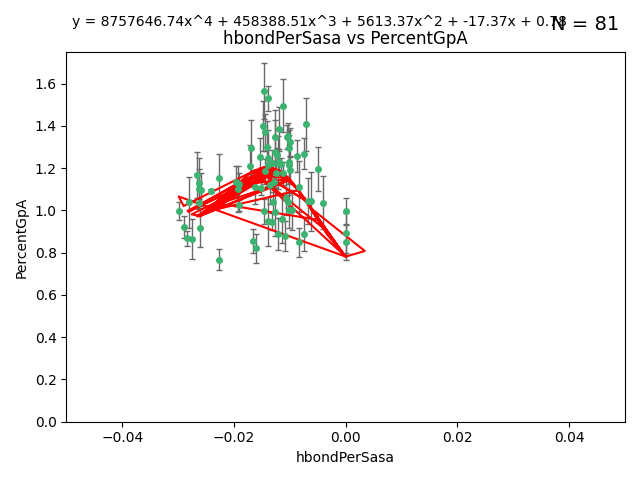 y = 8757646.74x^4 + 458388.51x^3 + 5613.37x^2 + -17.37x + 0.78
N = 81
hbondPerSasa vs PercentGpA
PercentGpA
1.6
1.4
1.2
1.0
0.8
0.6
0.4
0.2
0.0
−0.04 −0.02 0.00 0.02 0.04
hbondPerSasa